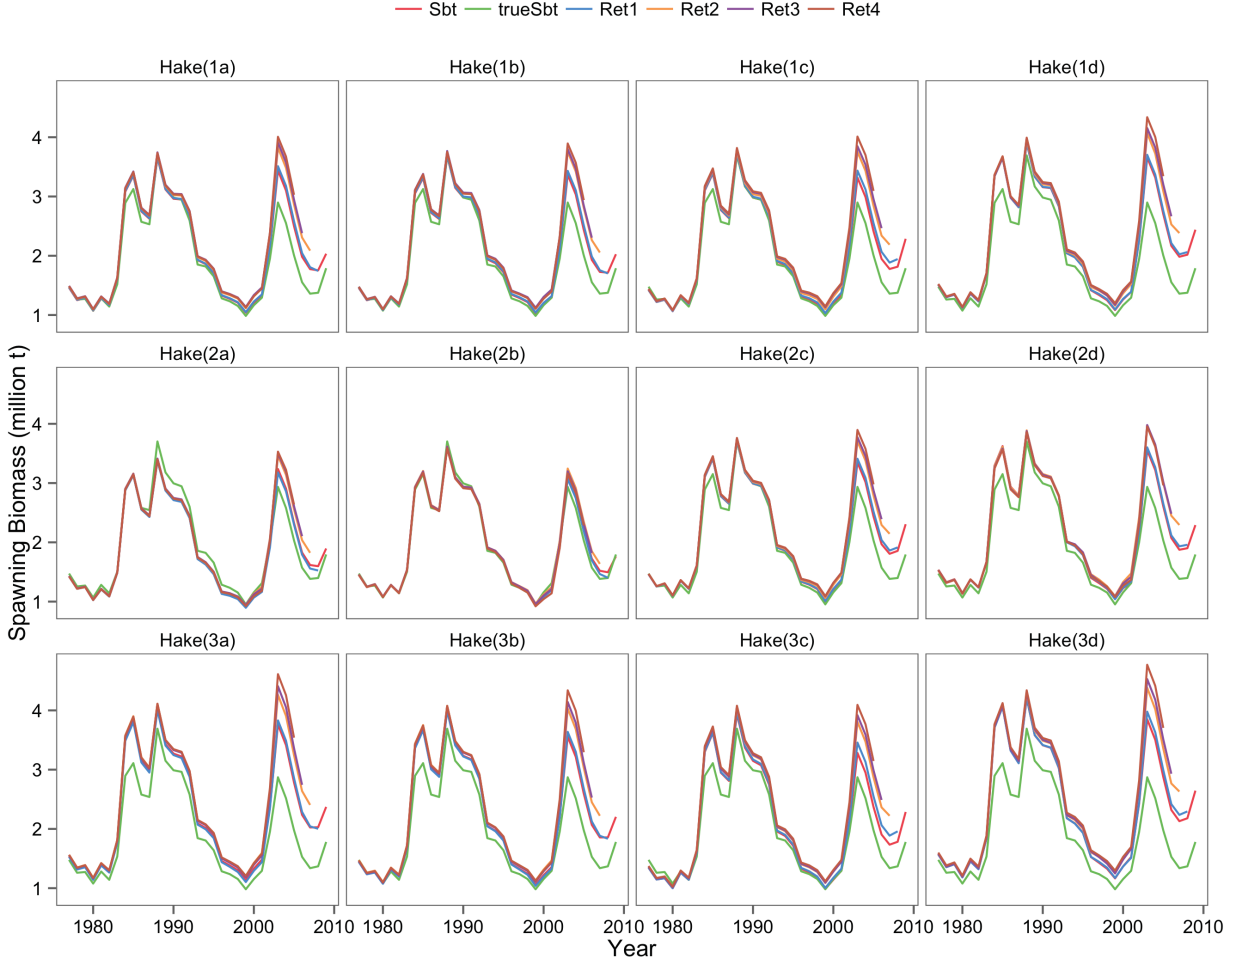 Sbt trueSbt Ret1 Ret2 Ret3 Ret4
Hake(1a) Hake(1b) Hake(1c) Hake(1d)
4
3
2
1
Hake(2a) Hake(2b) Hake(2c) Hake(2d)
4
3
2
1
Hake(3a) Hake(3b) Hake(3c) Hake(3d)
4
3
2
1
Spawning Biomass (million t)
1980 1990 2000 2010 1980 1990 2000 2010 1980 1990 2000 2010 1980 1990 2000 2010
Year